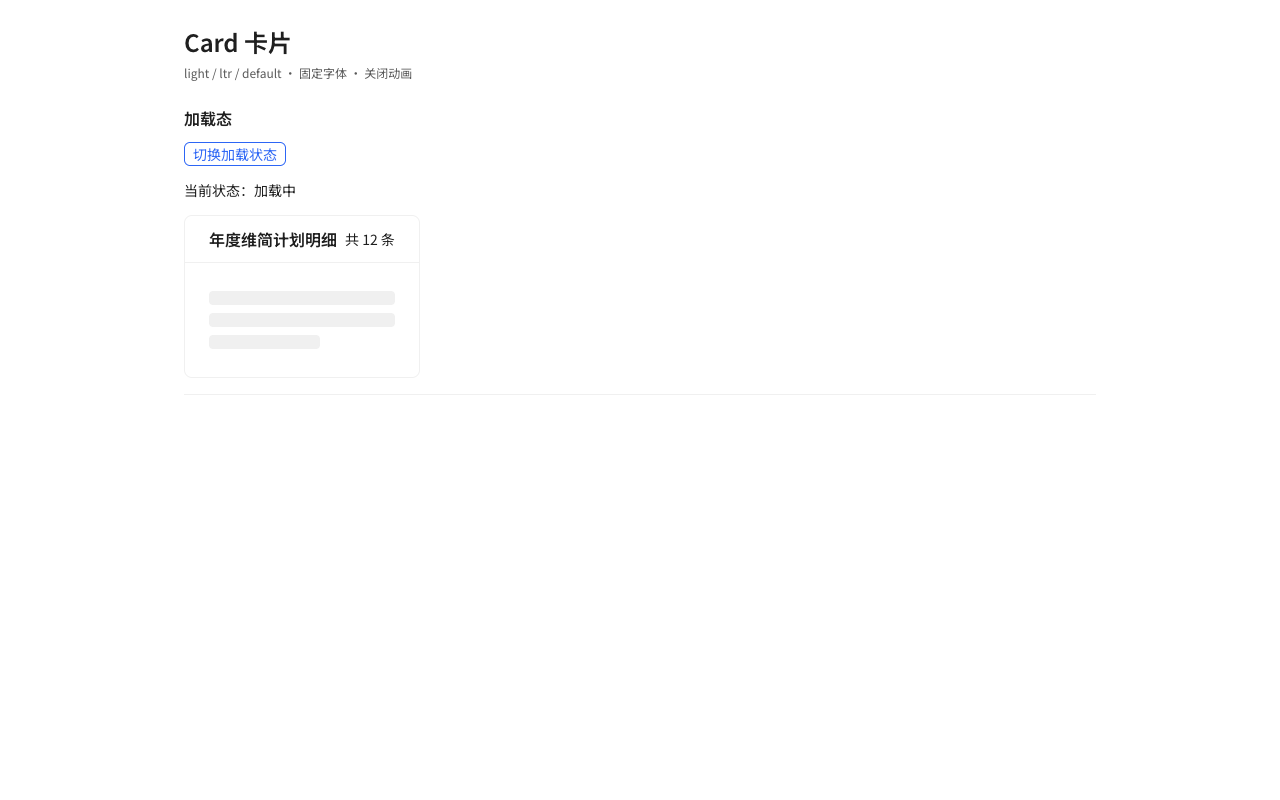 Card 卡片
light / ltr / default ・ 固定字体 ・ 关闭动画
加载态
切换加载状态
当前状态：加载中
年度维简计划明细 共 12 条